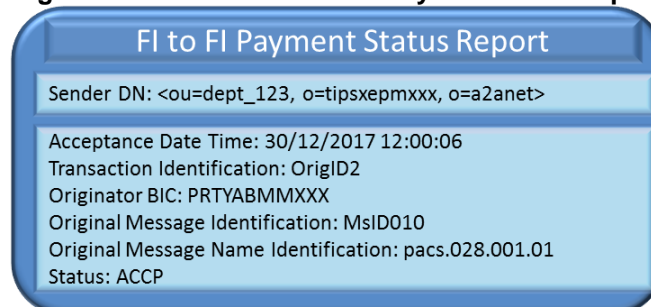 FI to FI Payment Status Report
Sender DN: <ou=dept_123, o=tipsxepmxxx, o=a2anet>
Acceptance Date Time: 30/12/2017 12:00:06
Transaction Identification: OrigID2
Originator BIC: PRTYABMMXXX
Original Message Identification: MsID010
Original Message Name Identification: pacs.028.001.01
Status: ACCP